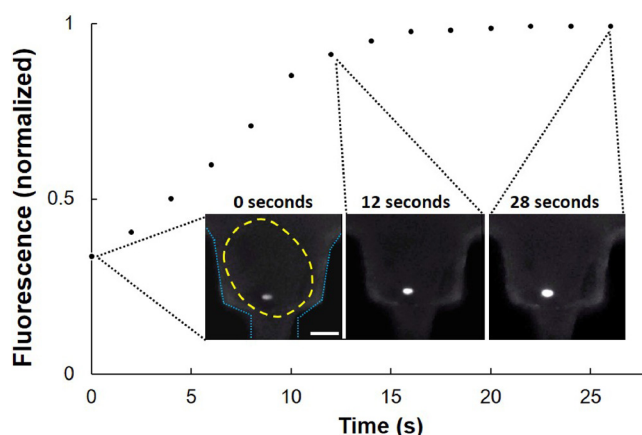 1
Fluorescence (normalized)
0.5
0 seconds 12 seconds 28 seconds
0
0 5 10 15 20 25
Time (s)